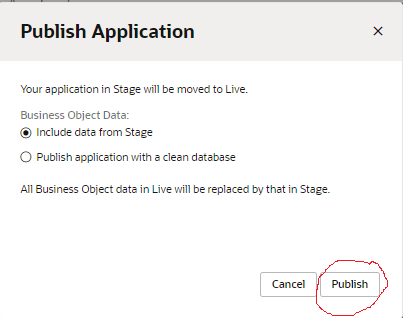 Publish Application
Your application in Stage will be moved to Live.
Business Object Data:
Include data from Stage
Publish application with a clean database
All Business Object data in Live will be replaced by that in Stage.
Cancel Publish